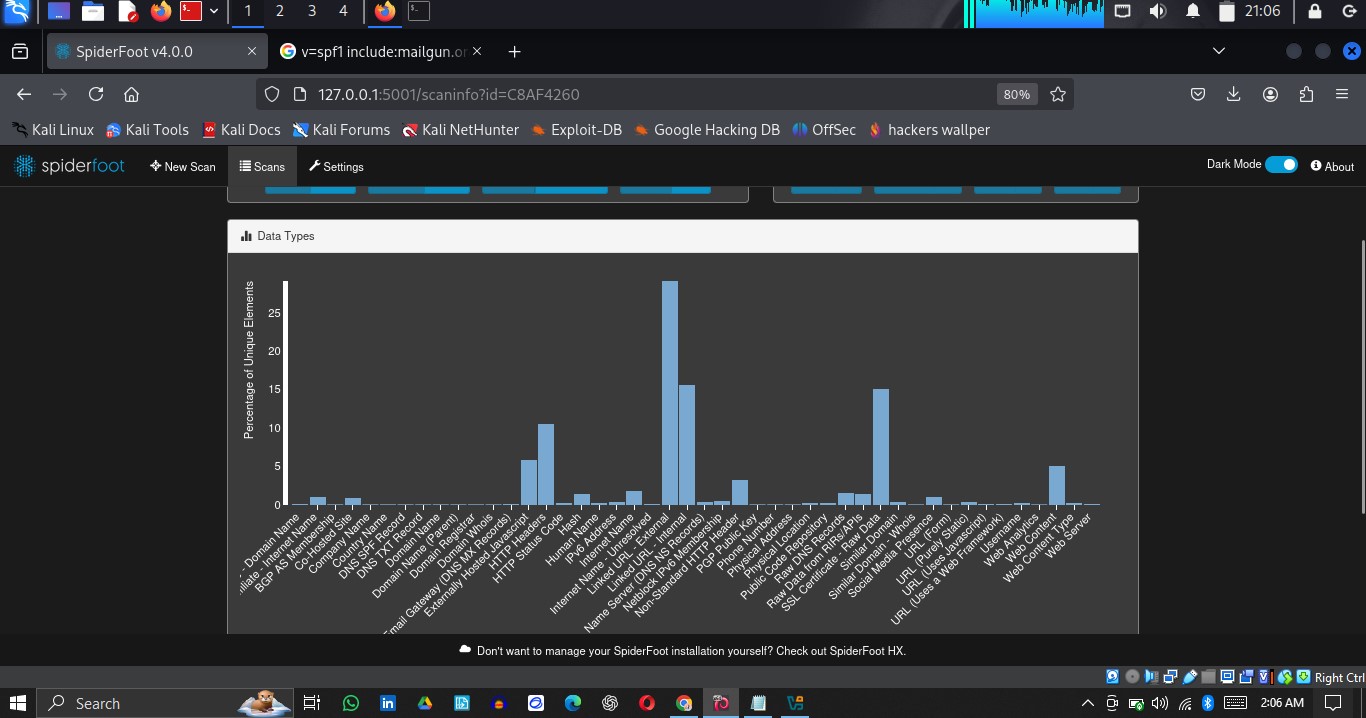 1 2 3 4 21:06
SpiderFoot v4.0.0
v=spf1 include:mailgun.or
127.0.0.1:5001/scaninfo?id=C8AF4260 80%
Kali Linux Kali Tools Kali Docs Kali Forums Kali NetHunter Exploit-DB Google Hacking DB OffSec hackers wallper
spiderfoot New Scan Scans Settings Dark Mode About
Data Types
Percentage of Unique Elements
25
20
15
10
5
0
- Domain Name
iliate - Internet Name
BGP AS Membership
Co-Hosted Site
Company Name
Country Name
DNS SPF Record
DNS TXT Record
Domain Name
Domain Name (Parent)
Domain Registrar
Domain Whois
Email Gateway (DNS MX Records)
Externally Hosted Javascript
HTTP Headers
HTTP Status Code
Hash
Human Name
IPv6 Address
Internet Name
Internet Name - Unresolved
Linked URL - External
Linked URL - Internal
Name Server (DNS NS Records)
Netblock IPv6 Membership
Non-Standard HTTP Header
PGP Public Key
Phone Number
Physical Address
Physical Location
Public Code Repository
Raw DNS Records
Raw Data from RIRs/APIs
SSL Certificate - Raw Data
Similar Domain
Similar Domain - Whois
Social Media Presence
URL (Form)
URL (Purely Static)
URL (Uses Javascript)
URL (Uses a Web Framework)
Username
Web Analytics
Web Content
Web Content Type
Web Server
Don't want to manage your SpiderFoot installation yourself? Check out SpiderFoot HX.
Right Ctrl
Search 2:06 AM